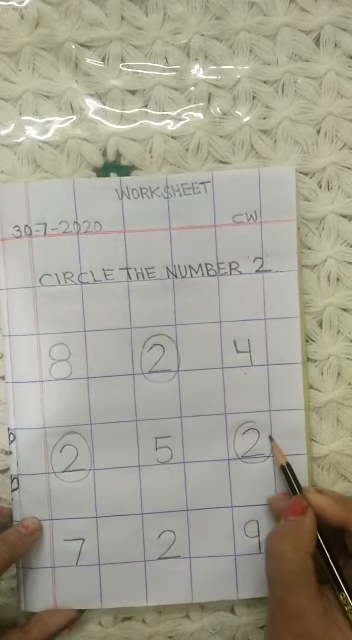 WORKSHEET
30-7-2020 CW
CIRCLE THE NUMBER '2'
8 2 4
2 5 2
7 2 9